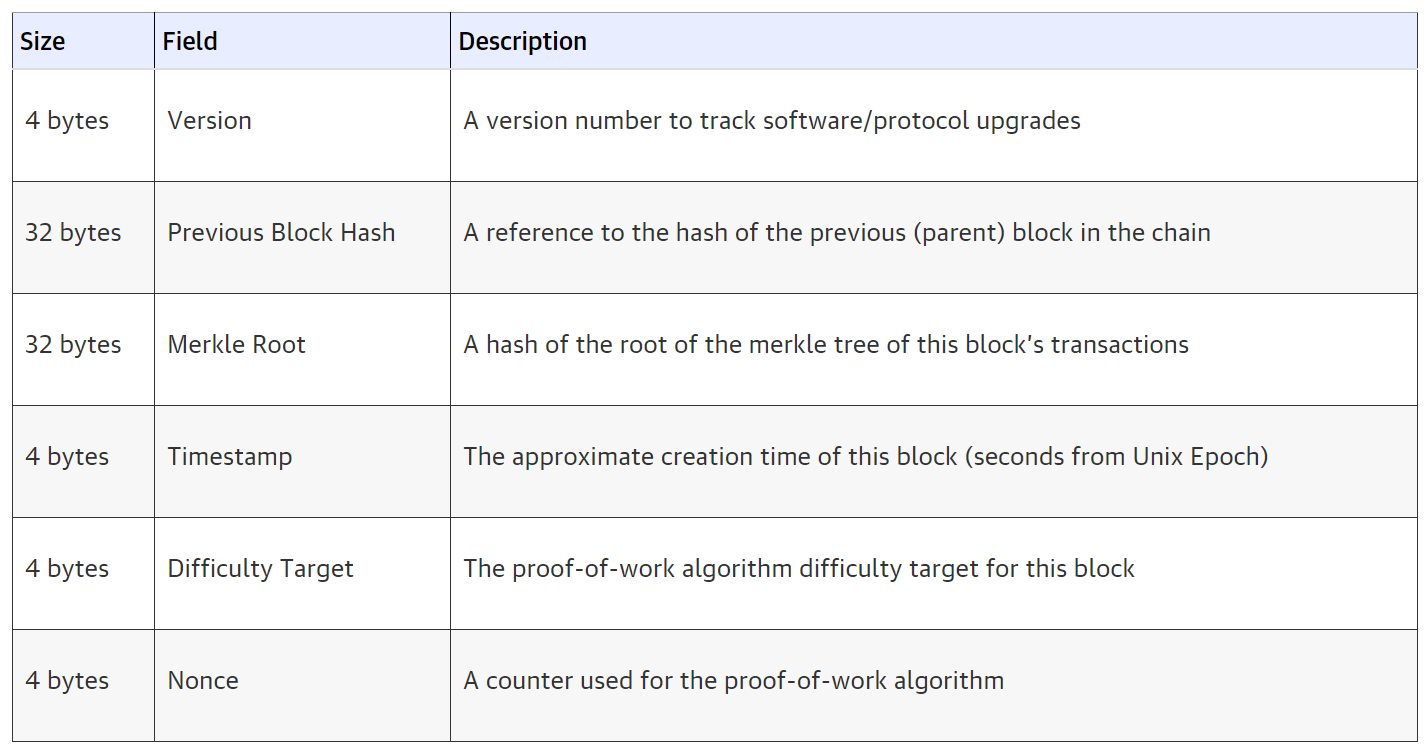 Size Field Description
4 bytes Version A version number to track software/protocol upgrades
32 bytes Previous Block Hash A reference to the hash of the previous (parent) block in the chain
32 bytes Merkle Root A hash of the root of the merkle tree of this block's transactions
4 bytes Timestamp The approximate creation time of this block (seconds from Unix Epoch)
4 bytes Difficulty Target The proof-of-work algorithm difficulty target for this block
4 bytes Nonce A counter used for the proof-of-work algorithm